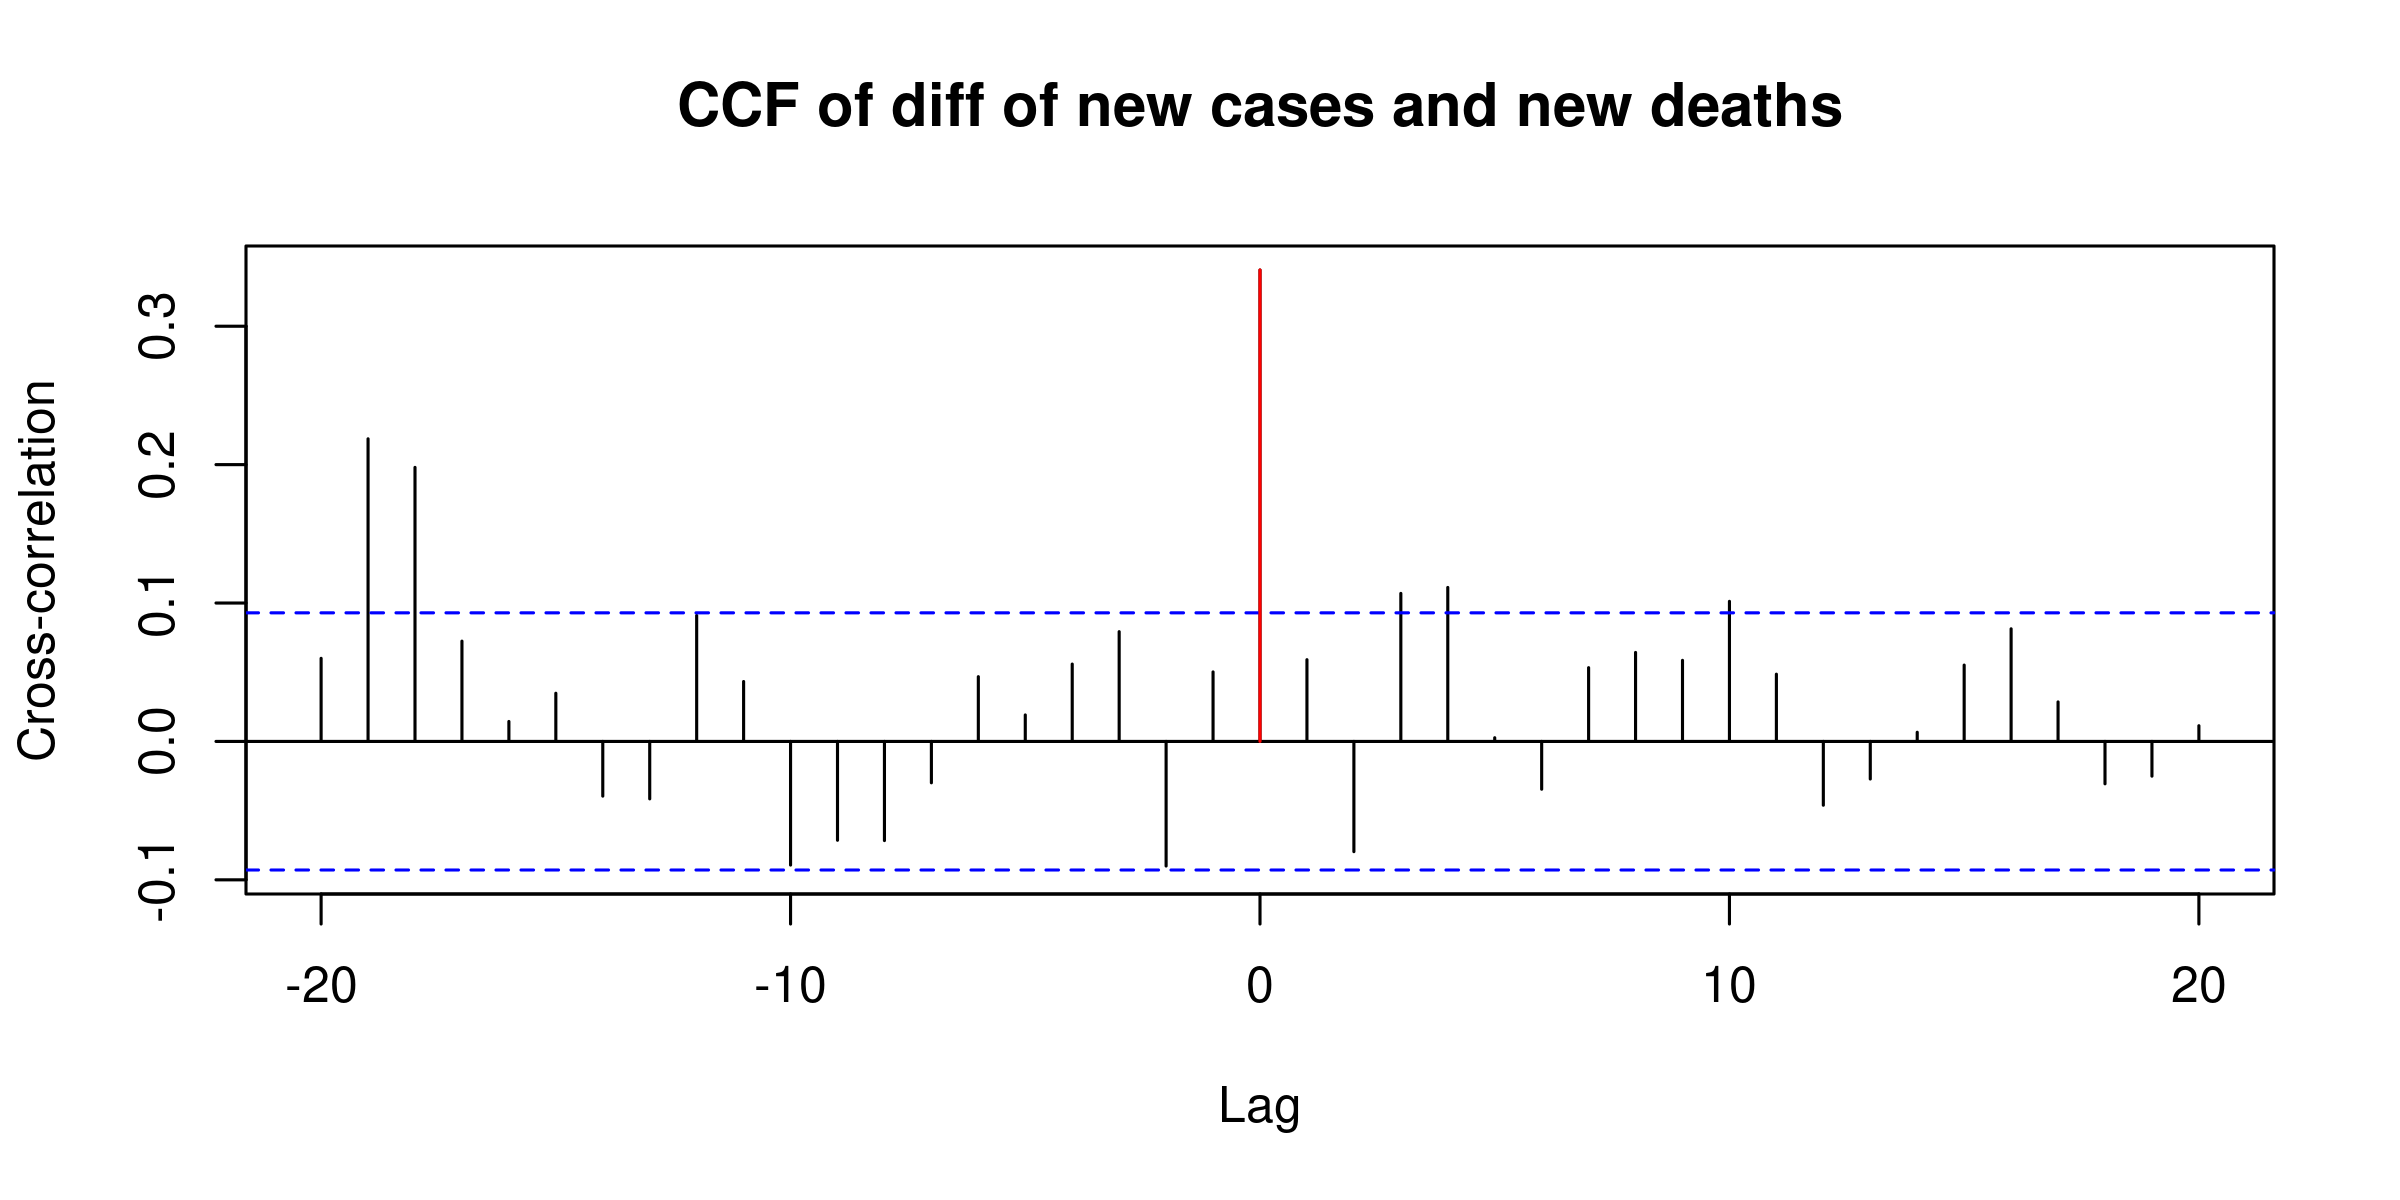 CCF of diff of new cases and new deaths
Cross-correlation
0.3
0.2
0.1
0.0
-0.1
-20 -10 0 10 20
Lag